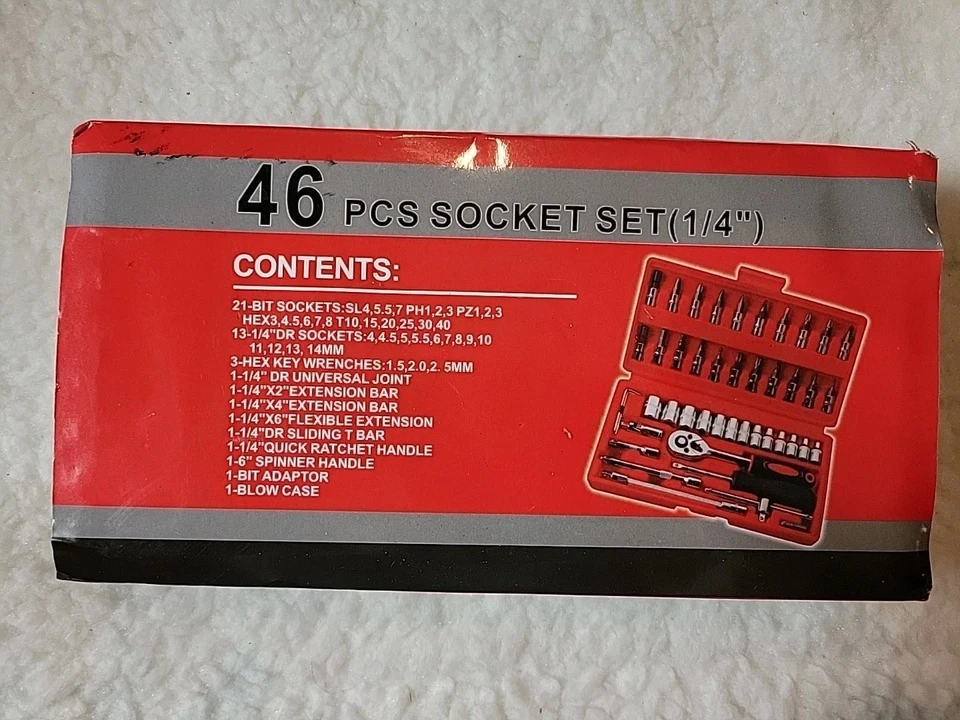 46 PCS SOCKET SET(1/4")
CONTENTS:
21-BIT SOCKETS:SL4,5.5,7 PH1,2,3 PZ1,2,3
HEX3,4.5,6,7,8 T10,15,20,25,30,40
13-1/4"DR SOCKETS:4,4.5,5,5.5,6,7,8,9,10
11,12,13, 14MM
3-HEX KEY WRENCHES:1.5,2.0,2. 5MM
1-1/4" DR UNIVERSAL JOINT
1-1/4"X2"EXTENSION BAR
1-1/4"X4"EXTENSION BAR
1-1/4"X6"FLEXIBLE EXTENSION
1-1/4"DR SLIDING T BAR
1-1/4"QUICK RATCHET HANDLE
1-6" SPINNER HANDLE
1-BIT ADAPTOR
1-BLOW CASE